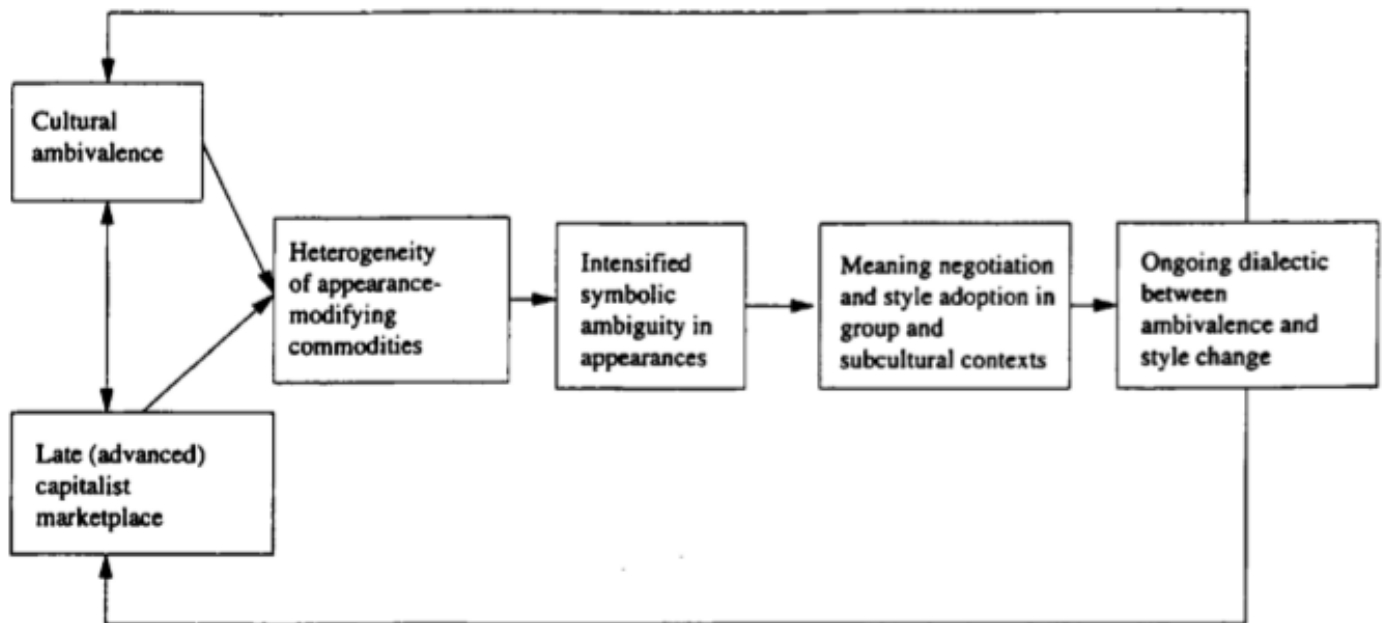 Cultural
ambivalence
Heterogeneity
of appearance-
modifying
commodities
Intensified
symbolic
ambiguity in
appearances
Meaning negotiation
and style adoption in
group and
subcultural contexts
Ongoing dialectic
between
ambivalence and
style change
Late (advanced)
capitalist
marketplace